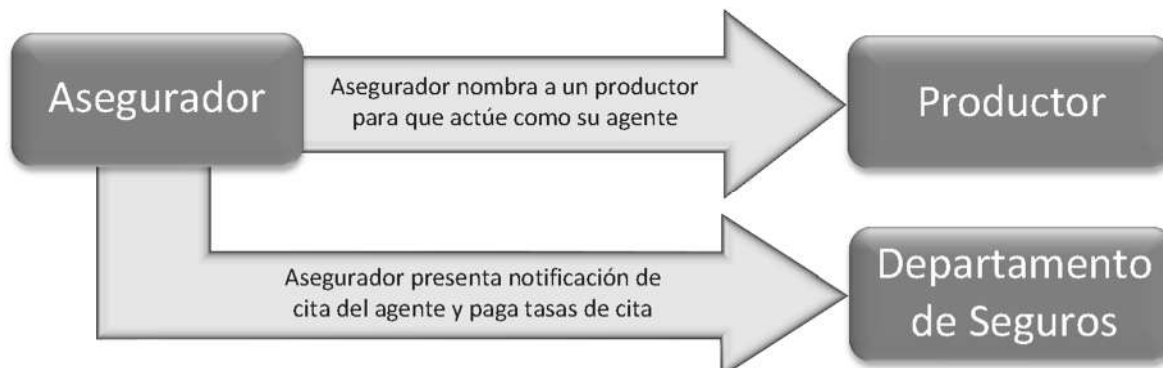 Asegurador
Asegurador nombra a un productor
para que actúe como su agente
Productor
Asegurador presenta notificación de
cita del agente y paga tasas de cita
Departamento
de Seguros